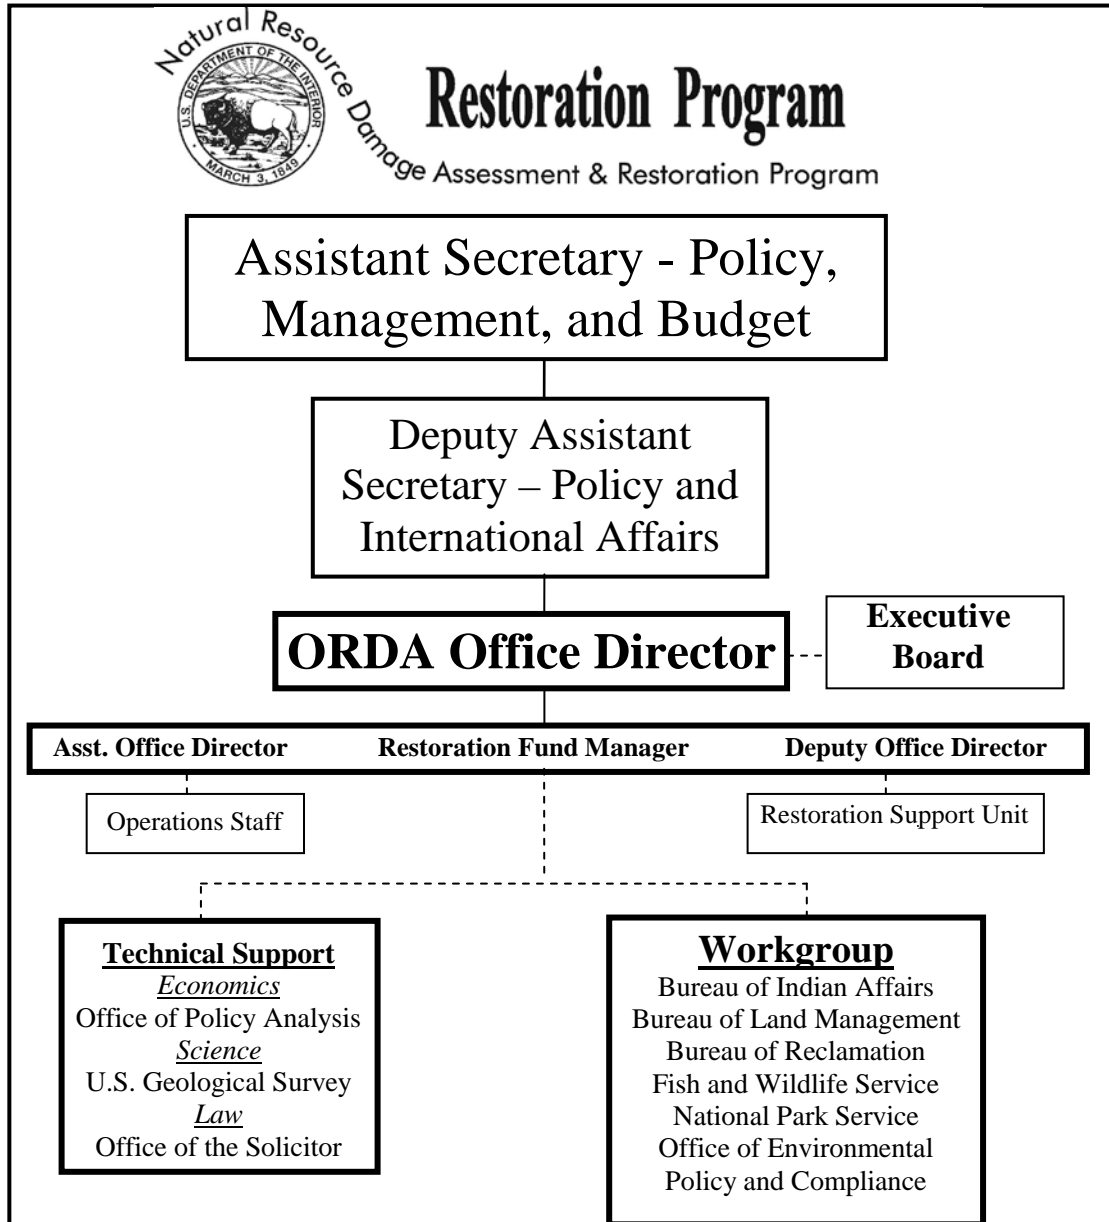 Natural Resource Damage Assessment & Restoration Program
U.S. DEPARTMENT OF THE INTERIOR
MARCH 3, 1849
Restoration Program
Assistant Secretary - Policy,
Management, and Budget
Deputy Assistant
Secretary – Policy and
International Affairs
ORDA Office Director
Executive
Board
Asst. Office Director Restoration Fund Manager Deputy Office Director
Operations Staff
Restoration Support Unit
Technical Support
Economics
Office of Policy Analysis
Science
U.S. Geological Survey
Law
Office of the Solicitor
Workgroup
Bureau of Indian Affairs
Bureau of Land Management
Bureau of Reclamation
Fish and Wildlife Service
National Park Service
Office of Environmental
Policy and Compliance